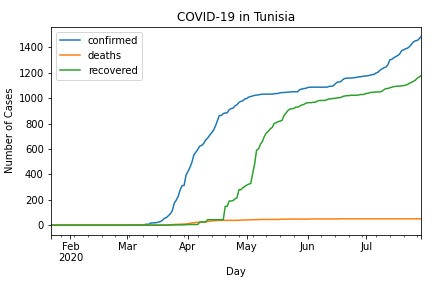 COVID-19 in Tunisia
confirmed
deaths
recovered
Number of Cases
1400
1200
1000
800
600
400
200
0
Feb
2020
Mar
Apr
May
Jun
Jul
Day